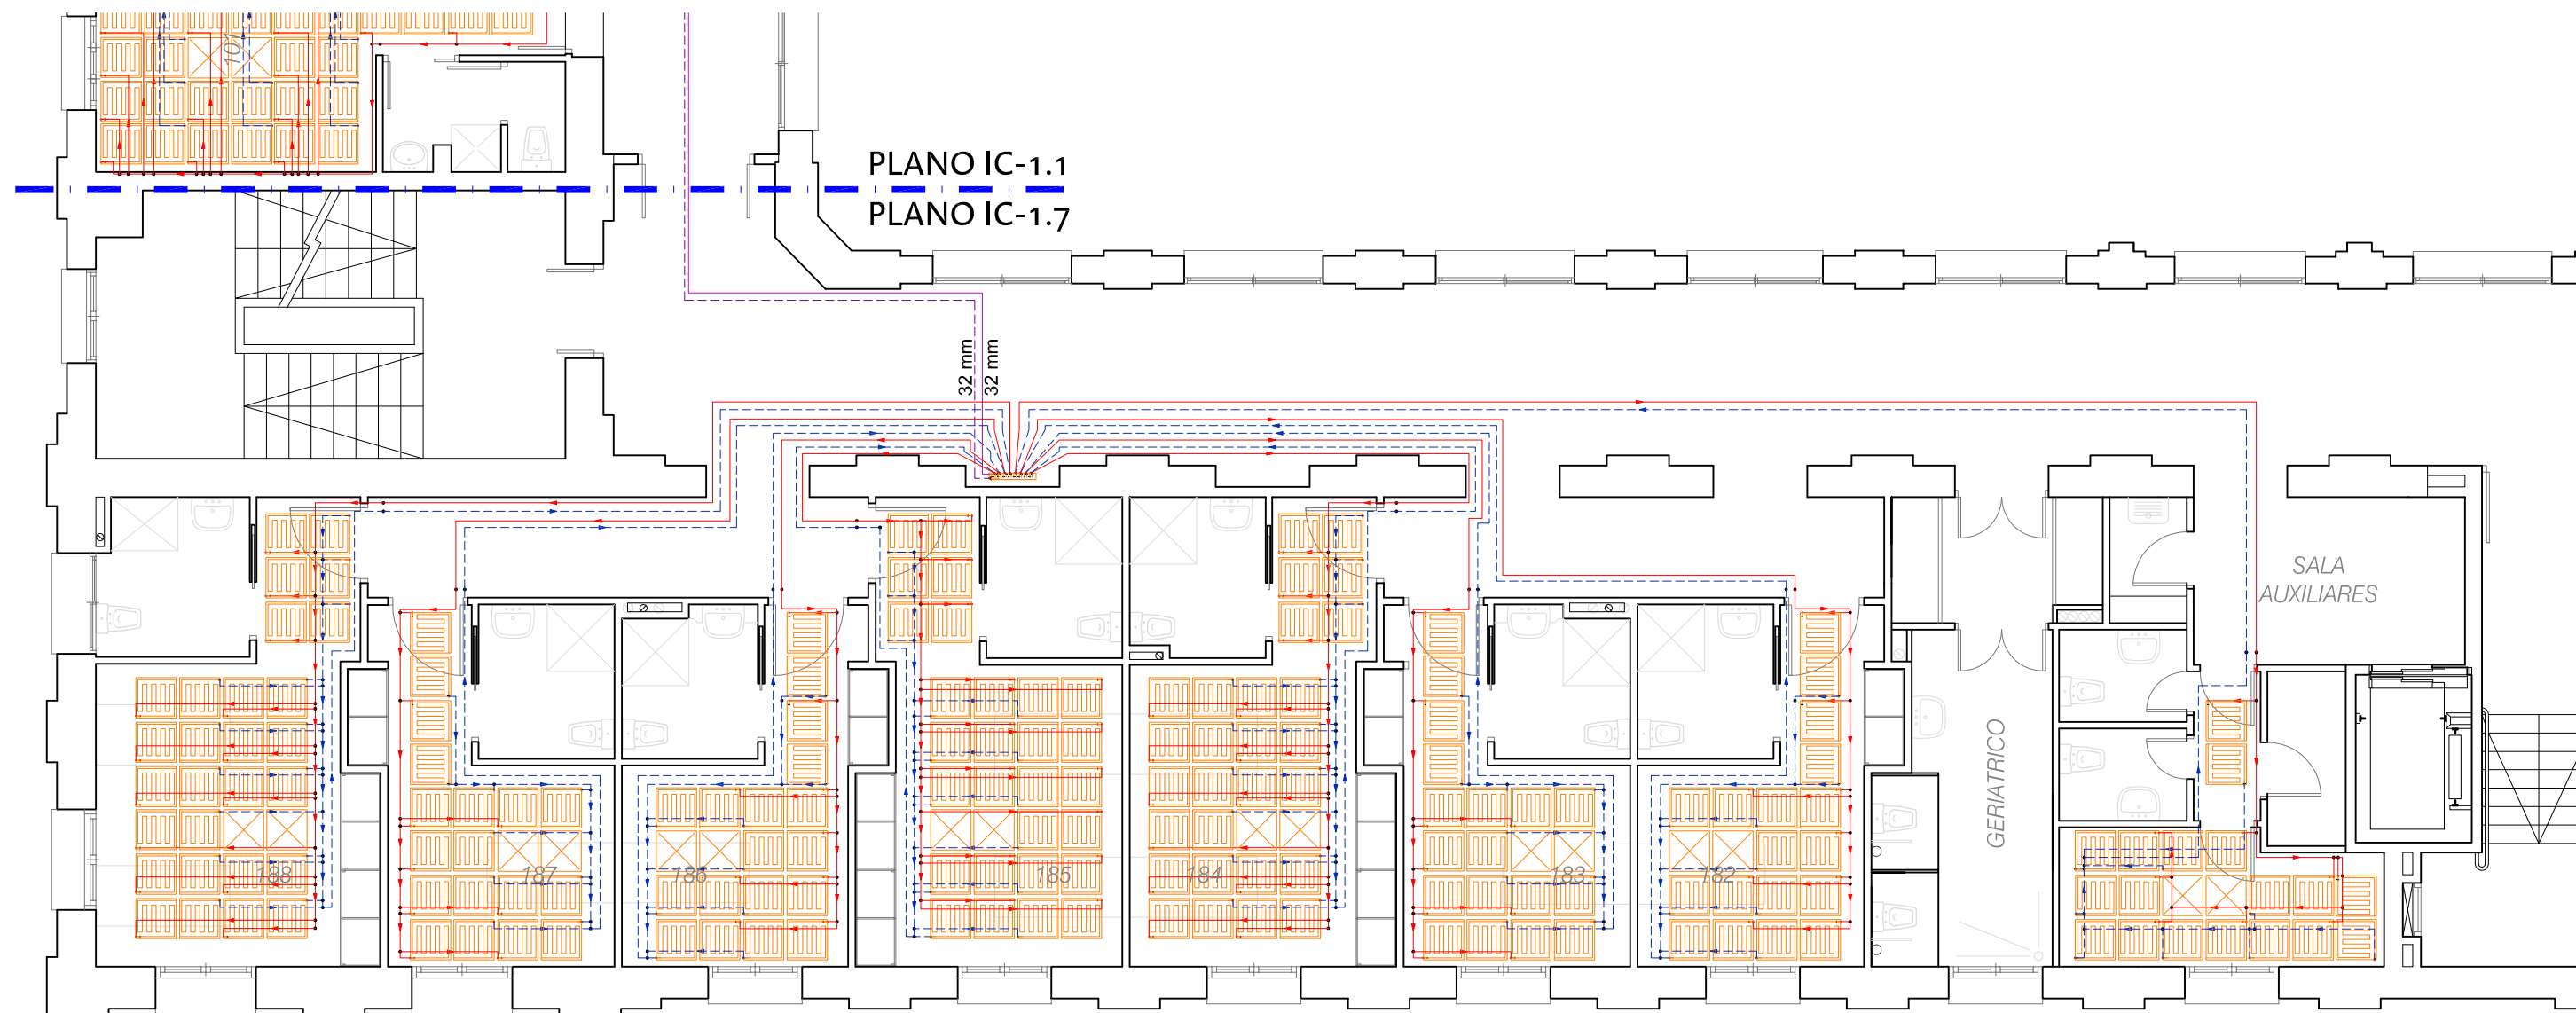 101
PLANO IC-1.1
PLANO IC-1.7
32 mm
32 mm
SALA
AUXILIARES
GERIATRICO
188
187
186
185
184
183
182